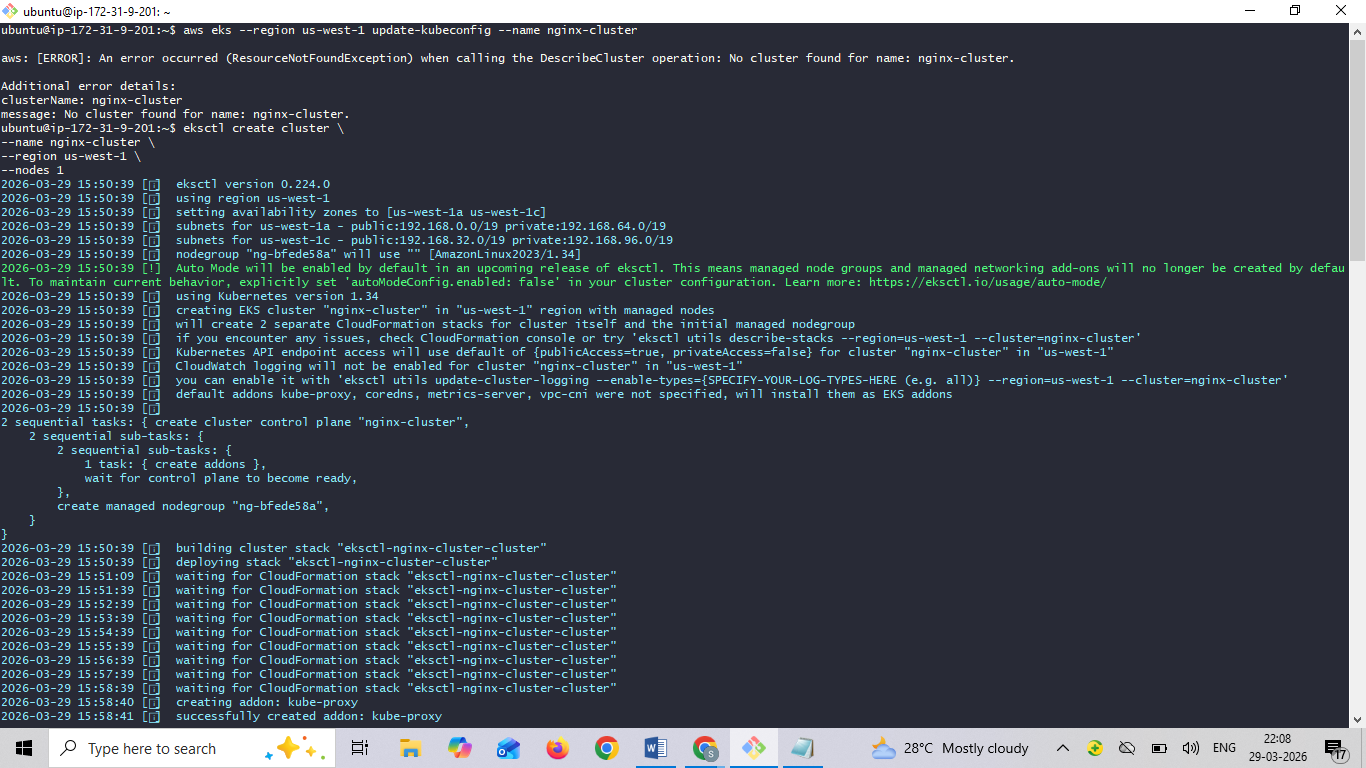 ubuntu@ip-172-31-9-201: ~
ubuntu@ip-172-31-9-201:~$ aws eks --region us-west-1 update-kubeconfig --name nginx-cluster
aws: [ERROR]: An error occurred (ResourceNotFoundException) when calling the DescribeCluster operation: No cluster found for name: nginx-cluster.
Additional error details:
clusterName: nginx-cluster
message: No cluster found for name: nginx-cluster.
ubuntu@ip-172-31-9-201:~$ eksctl create cluster \
--name nginx-cluster \
--region us-west-1 \
--nodes 1
2026-03-29 15:50:39 [ℹ]  eksctl version 0.224.0
2026-03-29 15:50:39 [ℹ]  using region us-west-1
2026-03-29 15:50:39 [ℹ]  setting availability zones to [us-west-1a us-west-1c]
2026-03-29 15:50:39 [ℹ]  subnets for us-west-1a - public:192.168.0.0/19 private:192.168.64.0/19
2026-03-29 15:50:39 [ℹ]  subnets for us-west-1c - public:192.168.32.0/19 private:192.168.96.0/19
2026-03-29 15:50:39 [ℹ]  nodegroup "ng-bfede58a" will use "" [AmazonLinux2023/1.34]
2026-03-29 15:50:39 [!]  Auto Mode will be enabled by default in an upcoming release of eksctl. This means managed node groups and managed networking add-ons will no longer be created by defau
lt. To maintain current behavior, explicitly set 'autoModeConfig.enabled: false' in your cluster configuration. Learn more: https://eksctl.io/usage/auto-mode/
2026-03-29 15:50:39 [ℹ]  using Kubernetes version 1.34
2026-03-29 15:50:39 [ℹ]  creating EKS cluster "nginx-cluster" in "us-west-1" region with managed nodes
2026-03-29 15:50:39 [ℹ]  will create 2 separate CloudFormation stacks for cluster itself and the initial managed nodegroup
2026-03-29 15:50:39 [ℹ]  if you encounter any issues, check CloudFormation console or try 'eksctl utils describe-stacks --region=us-west-1 --cluster=nginx-cluster'
2026-03-29 15:50:39 [ℹ]  Kubernetes API endpoint access will use default of {publicAccess=true, privateAccess=false} for cluster "nginx-cluster" in "us-west-1"
2026-03-29 15:50:39 [ℹ]  CloudWatch logging will not be enabled for cluster "nginx-cluster" in "us-west-1"
2026-03-29 15:50:39 [ℹ]  you can enable it with 'eksctl utils update-cluster-logging --enable-types={SPECIFY-YOUR-LOG-TYPES-HERE (e.g. all)} --region=us-west-1 --cluster=nginx-cluster'
2026-03-29 15:50:39 [ℹ]  default addons kube-proxy, coredns, metrics-server, vpc-cni were not specified, will install them as EKS addons
2026-03-29 15:50:39 [ℹ]
2 sequential tasks: { create cluster control plane "nginx-cluster",
    2 sequential sub-tasks: {
        2 sequential sub-tasks: {
            1 task: { create addons },
            wait for control plane to become ready,
        },
        create managed nodegroup "ng-bfede58a",
    }
}
2026-03-29 15:50:39 [ℹ]  building cluster stack "eksctl-nginx-cluster-cluster"
2026-03-29 15:50:39 [ℹ]  deploying stack "eksctl-nginx-cluster-cluster"
2026-03-29 15:51:09 [ℹ]  waiting for CloudFormation stack "eksctl-nginx-cluster-cluster"
2026-03-29 15:51:39 [ℹ]  waiting for CloudFormation stack "eksctl-nginx-cluster-cluster"
2026-03-29 15:52:39 [ℹ]  waiting for CloudFormation stack "eksctl-nginx-cluster-cluster"
2026-03-29 15:53:39 [ℹ]  waiting for CloudFormation stack "eksctl-nginx-cluster-cluster"
2026-03-29 15:54:39 [ℹ]  waiting for CloudFormation stack "eksctl-nginx-cluster-cluster"
2026-03-29 15:55:39 [ℹ]  waiting for CloudFormation stack "eksctl-nginx-cluster-cluster"
2026-03-29 15:56:39 [ℹ]  waiting for CloudFormation stack "eksctl-nginx-cluster-cluster"
2026-03-29 15:57:39 [ℹ]  waiting for CloudFormation stack "eksctl-nginx-cluster-cluster"
2026-03-29 15:58:39 [ℹ]  waiting for CloudFormation stack "eksctl-nginx-cluster-cluster"
2026-03-29 15:58:40 [ℹ]  creating addon: kube-proxy
2026-03-29 15:58:41 [ℹ]  successfully created addon: kube-proxy
Type here to search
28°C Mostly cloudy
ENG
22:08
29-03-2026
17